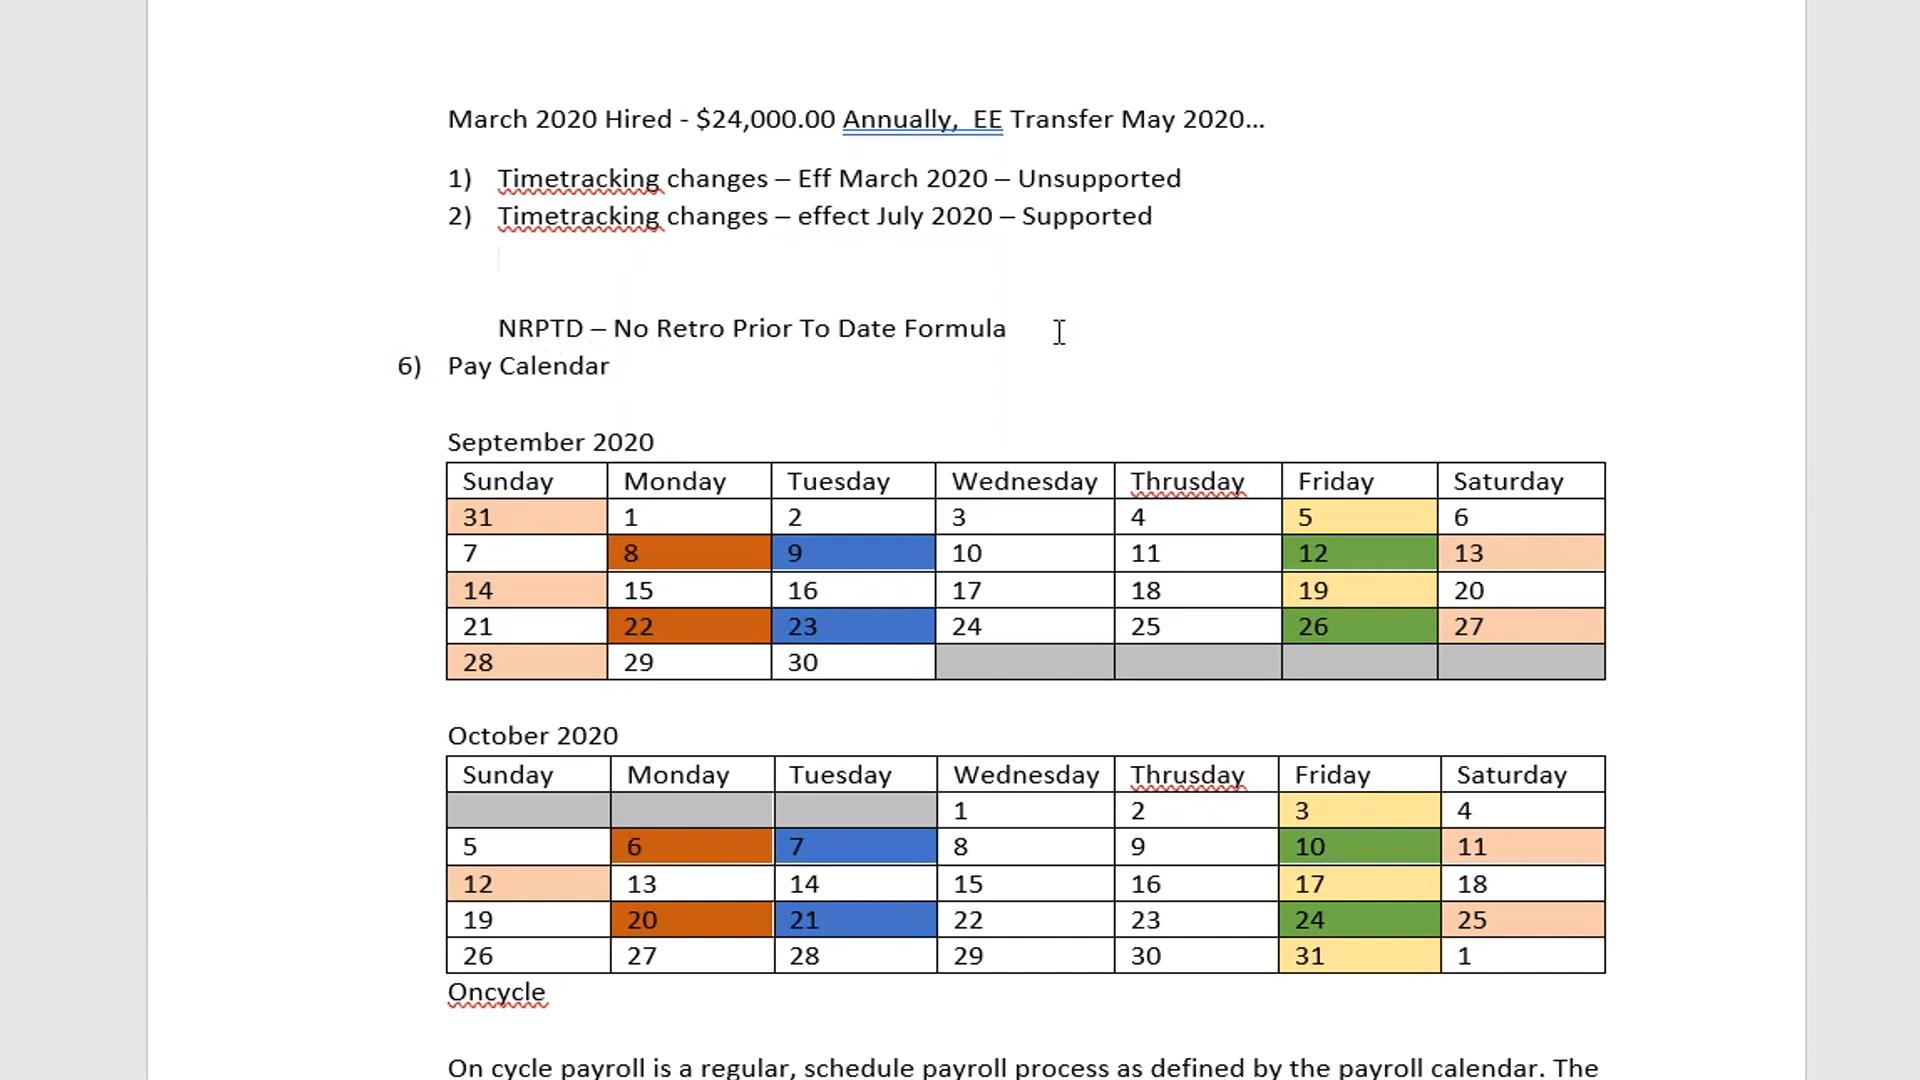 March 2020 Hired - $24,000.00 Annually,  EE Transfer May 2020...
1) Timetracking changes – Eff March 2020 – Unsupported
2) Timetracking changes – effect July 2020 – Supported
NRPTD – No Retro Prior To Date Formula
6) Pay Calendar
September 2020
Sunday Monday Tuesday Wednesday Thrusday Friday Saturday
31 1 2 3 4 5 6
7 8 9 10 11 12 13
14 15 16 17 18 19 20
21 22 23 24 25 26 27
28 29 30
October 2020
Sunday Monday Tuesday Wednesday Thrusday Friday Saturday
1 2 3 4
5 6 7 8 9 10 11
12 13 14 15 16 17 18
19 20 21 22 23 24 25
26 27 28 29 30 31 1
Oncycle
On cycle payroll is a regular, schedule payroll process as defined by the payroll calendar. The